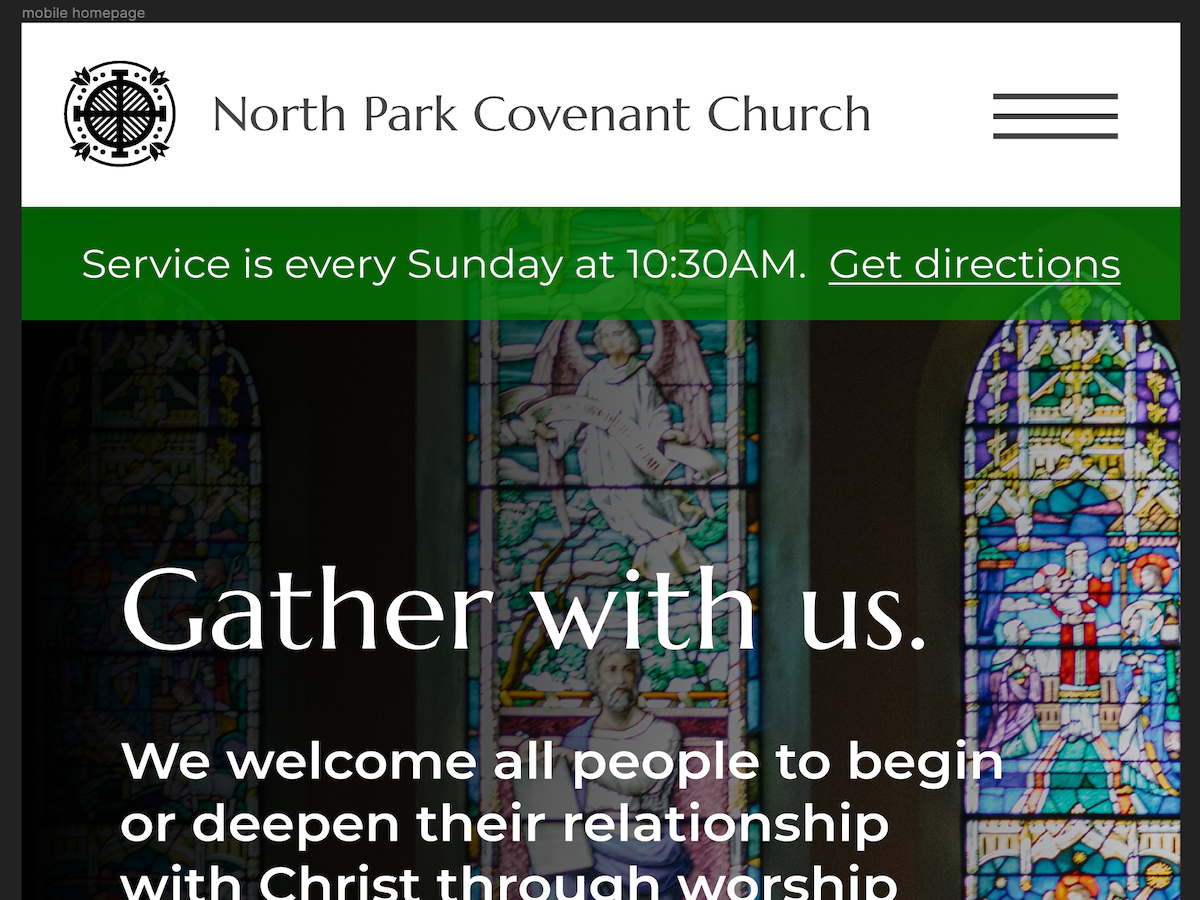 mobile homepage
North Park Covenant Church
Service is every Sunday at 10:30AM. Get directions
Gather with us.
We welcome all people to begin
or deepen their relationship
with Christ through worship